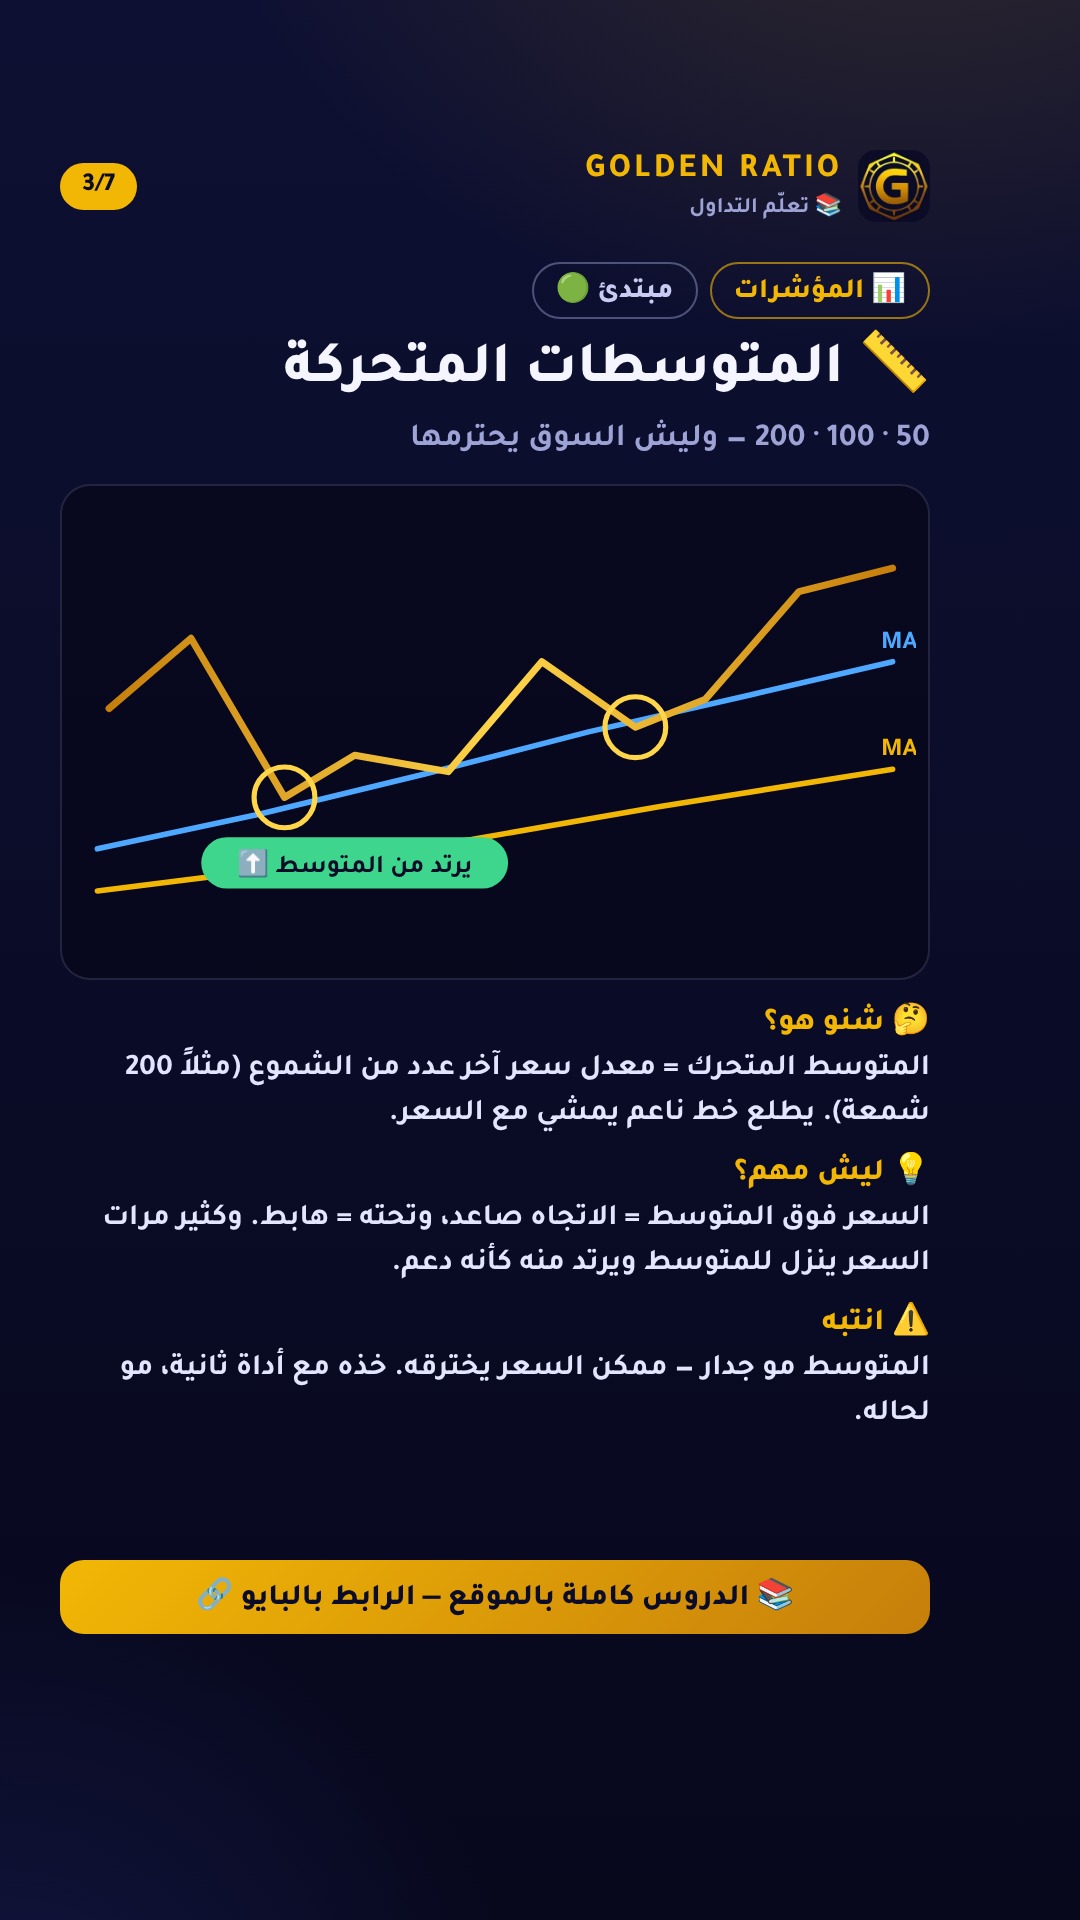 GOLDEN RATIO
📚 تعلّم التداول
3/7
📊 المؤشرات
مبتدئ 🟢
📏 المتوسطات المتحركة
50 · 100 · 200 — وليش السوق يحترمها
MA
MA
يرتد من المتوسط ⬆️
🤔 شنو هو؟
المتوسط المتحرك = معدل سعر آخر عدد من الشموع (مثلاً 200
شمعة). يطلع خط ناعم يمشي مع السعر.
💡 ليش مهم؟
السعر فوق المتوسط = الاتجاه صاعد، وتحته = هابط. وكثير مرات
السعر ينزل للمتوسط ويرتد منه كأنه دعم.
⚠️ انتبه
المتوسط مو جدار — ممكن السعر يخترقه. خذه مع أداة ثانية، مو
لحاله.
📚 الدروس كاملة بالموقع — الرابط بالبايو 🔗